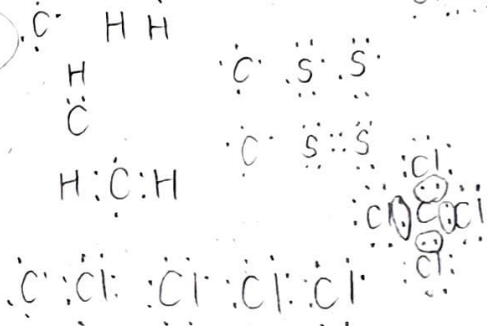 ·C· H H
H
C
H:C:H
·C· S S
·C· S::S
Cl
Cl C Cl
Cl
·C· :Cl: :Cl· :Cl: Cl·